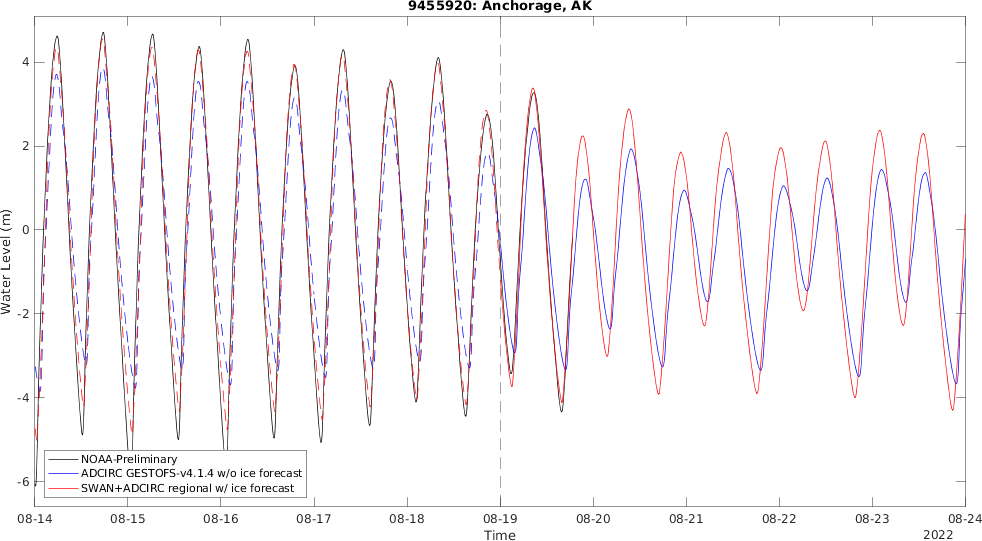 9455920: Anchorage, AK
Water Level (m)
4
2
0
-2
-4
-6
NOAA-Preliminary
ADCIRC GESTOFS-v4.1.4 w/o ice forecast
SWAN+ADCIRC regional w/ ice forecast
08-14 08-15 08-16 08-17 08-18 08-19 08-20 08-21 08-22 08-23 08-24
Time
2022